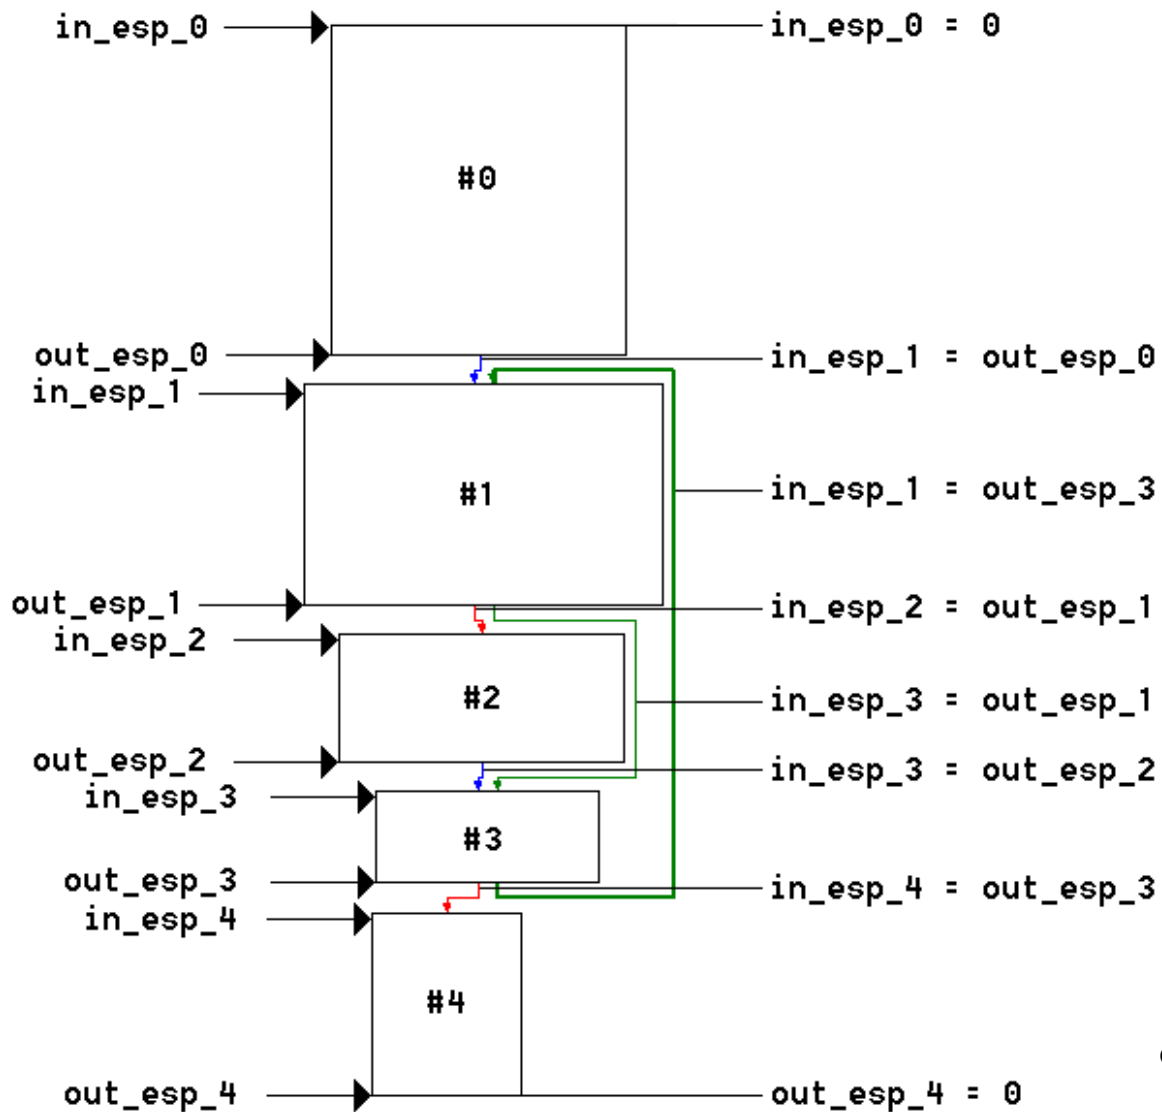 in_esp_0
in_esp_0 = 0
#0
out_esp_0
in_esp_1 = out_esp_0
in_esp_1
in_esp_1 = out_esp_3
#1
out_esp_1
in_esp_2 = out_esp_1
in_esp_2
#2
in_esp_3 = out_esp_1
out_esp_2
in_esp_3 = out_esp_2
in_esp_3
#3
out_esp_3
in_esp_4 = out_esp_3
in_esp_4
#4
out_esp_4
out_esp_4 = 0